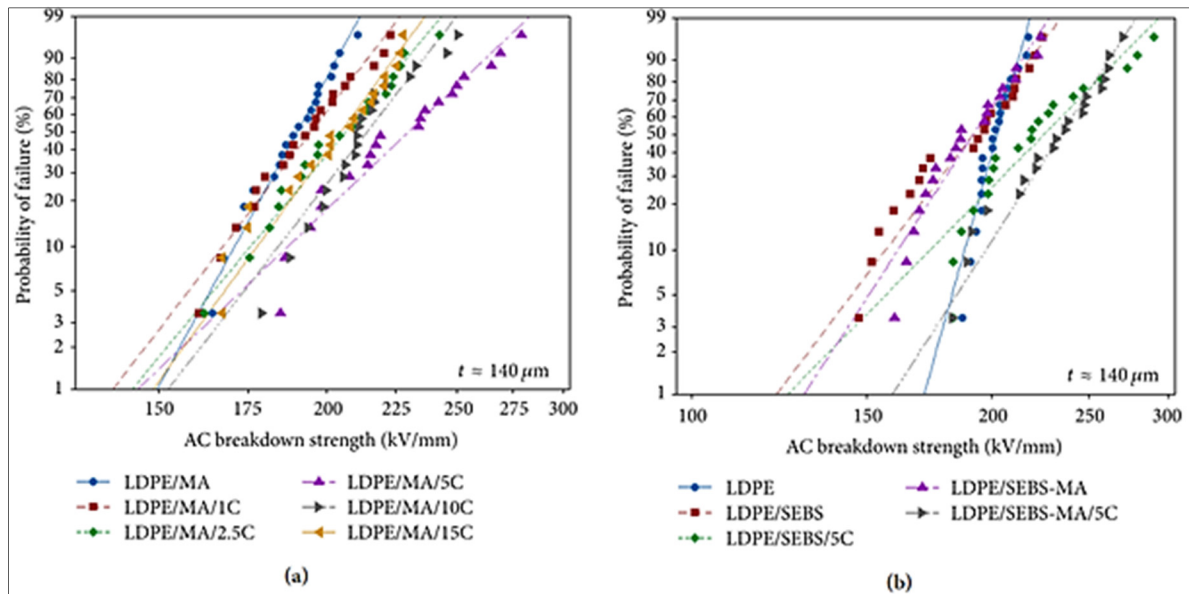 99
90
80
70
60
50
40
30
20
10
5
3
2
1
Probability of failure (%)
t ≈ 140 μm
150 175 200 225 250 275 300
AC breakdown strength (kV/mm)
LDPE/MA
LDPE/MA/1C
LDPE/MA/2.5C
LDPE/MA/5C
LDPE/MA/10C
LDPE/MA/15C
(a)
99
90
80
70
60
50
40
30
20
10
5
3
2
1
Probability of failure (%)
t ≈ 140 μm
100 150 200 250 300
AC breakdown strength (kV/mm)
LDPE
LDPE/SEBS
LDPE/SEBS/5C
LDPE/SEBS-MA
LDPE/SEBS-MA/5C
(b)